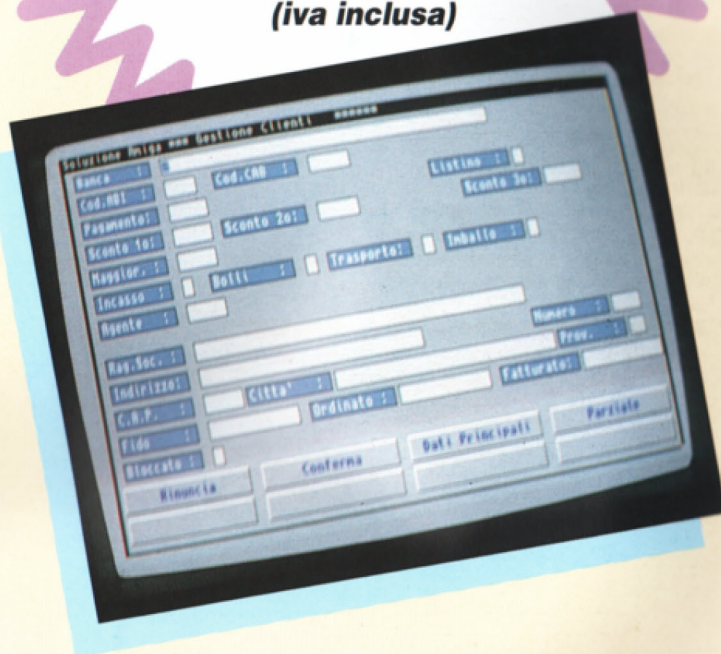 (iva inclusa)
Soluzione Amiga *** Gestione Clienti ******
Banca :
Cod.ABI : Cod.CAB : Listino :
Pagamento: Sconto 3o:
Sconto 1o: Sconto 2o:
Maggior. :
Incasso : Bolli : Trasporto: Imballo :
Agente :
Rag.Soc. : Numero :
Indirizzo: Prov. :
C.A.P. : Citta' : Fatturato:
Fido : Ordinato :
Bloccato :
Rinuncia Conferma Dati Principali Parziale